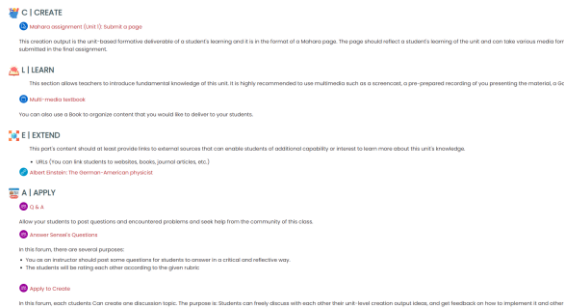 C | CREATE
Mahara assignment (Unit 1): Submit a page
This creation output is the unit-based formative deliverable of a student's learning and it is in the format of a Mahara page. The page should reflect a student's learning of the unit and can take various media for
submitted in the final assignment.
L | LEARN
This section allows teachers to introduce fundamental knowledge of this unit. It is highly recommended to use multimedia such as a screencast, a pre-prepared recording of you presenting the material, a Go
Multi-media textbook
You can also use a Book to organize content that you would like to deliver to your students.
E | EXTEND
This part's content should at least provide links to external sources that can enable students of additional capability or interest to learn more about this unit's knowledge.
• URLs (You can link students to websites, books, journal articles, etc.)
Albert Einstein: The German-American physicist
A | APPLY
Q & A
Allow your students to post questions and encountered problems and seek help from the community of this class.
Answer Sensei's Questions
In this forum, there are several purposes:
• You as an instructor should post some questions for students to answer in a critical and reflective way.
• The students will be rating each other according to the given rubric
Apply to Create
In this forum, each students Can create one discussion topic. The purpose is: Students can freely discuss with each other their unit-level creation output ideas, and get feedback on how to implement it and other